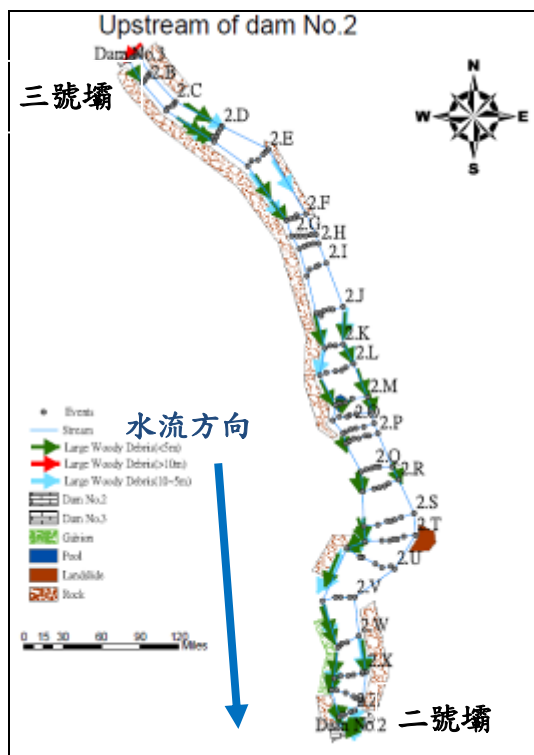 Upstream of dam No.2
Dam No.3
三號壩
2.B
2.C
2.D
2.E
2.F
2.G
2.H
2.I
2.J
2.K
2.L
2.M
2.P
2.Q
2.R
2.S
2.T
2.U
2.V
2.W
2.X
Dam No.2
二號壩
N
W
E
S
水流方向
Events
Stream
Large Woody Debris(<5m)
Large Woody Debris(>10m)
Large Woody Debris(10~5m)
Dam No.2
Dam No.3
Gabion
Pool
Landslide
Rock
0 15 30 60 90 120
Miles